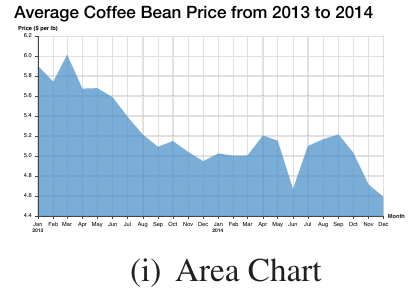 Average Coffee Bean Price from 2013 to 2014
Price ($ per lb)
6.2
6.0
5.8
5.6
5.4
5.2
5.0
4.8
4.6
4.4
Jan Feb Mar Apr May Jun Jul Aug Sep Oct Nov Dec Jan Feb Mar Apr May Jun Jul Aug Sep Oct Nov Dec Month
2013 2014
(i) Area Chart